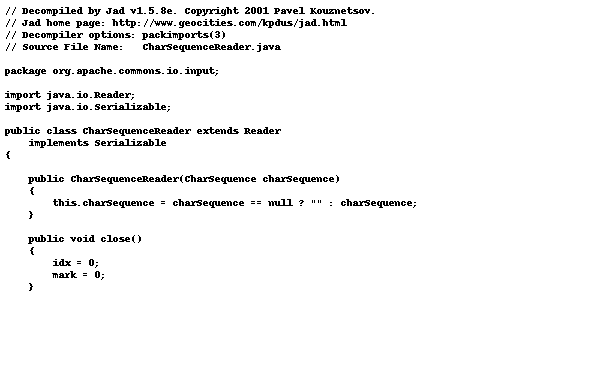 // Decompiled by Jad v1.5.8e. Copyright 2001 Pavel Kouznetsov.
// Jad home page: http://www.geocities.com/kpdus/jad.html
// Decompiler options: packimports(3)
// Source File Name:   CharSequenceReader.java

package org.apache.commons.io.input;

import java.io.Reader;
import java.io.Serializable;

public class CharSequenceReader extends Reader
    implements Serializable
{

    public CharSequenceReader(CharSequence charSequence)
    {
        this.charSequence = charSequence == null ? "" : charSequence;
    }

    public void close()
    {
        idx = 0;
        mark = 0;
    }